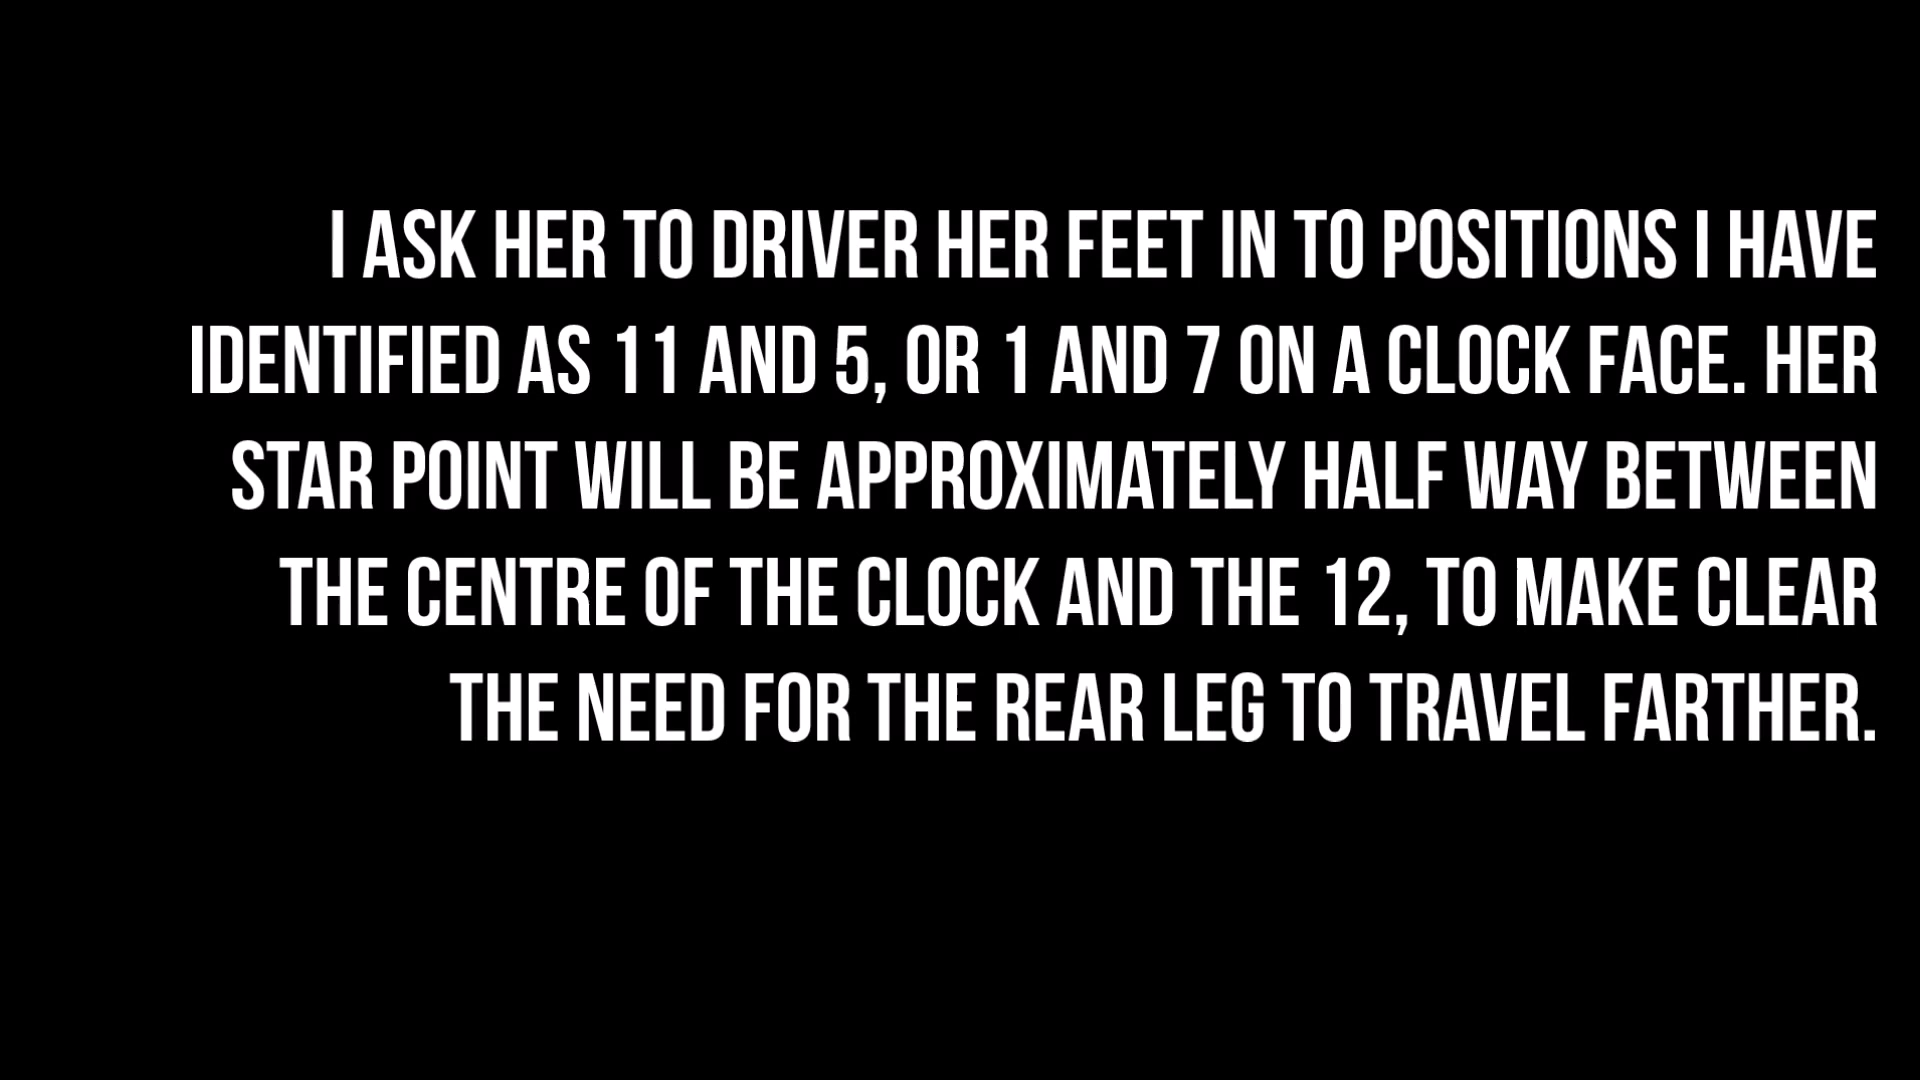 I ASK HER TO DRIVER HER FEET IN TO POSITIONS I HAVE
IDENTIFIED AS 11 AND 5, OR 1 AND 7 ON A CLOCK FACE. HER
STAR POINT WILL BE APPROXIMATELY HALF WAY BETWEEN
THE CENTRE OF THE CLOCK AND THE 12, TO MAKE CLEAR
THE NEED FOR THE REAR LEG TO TRAVEL FARTHER.